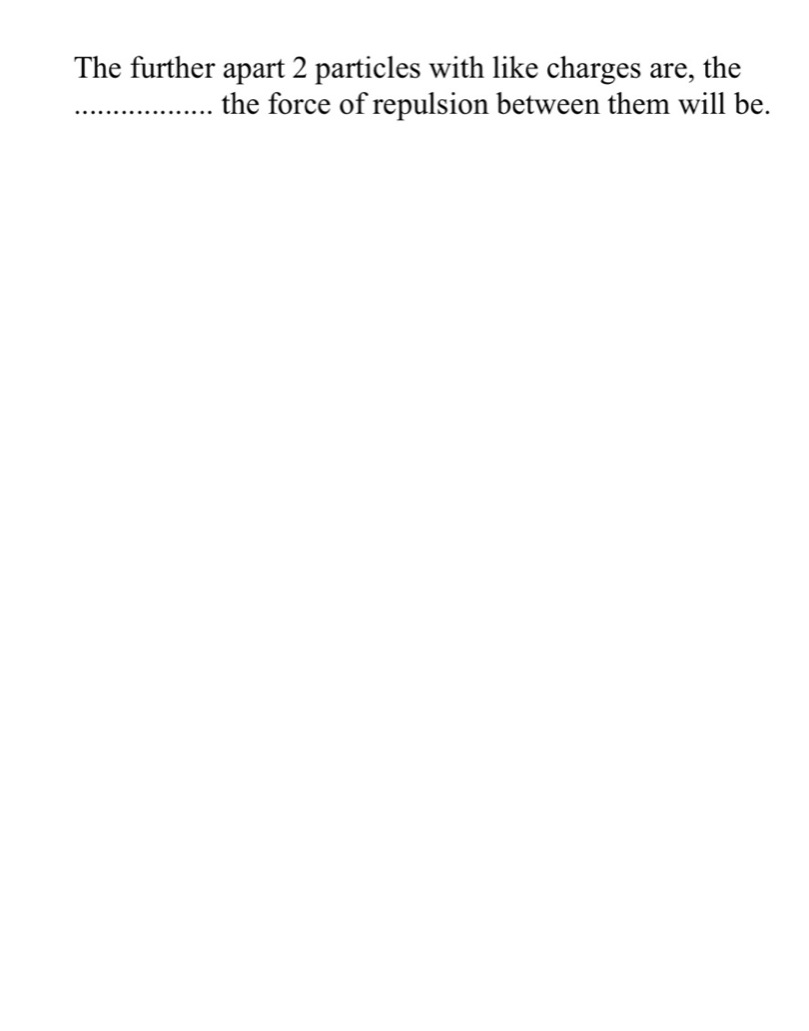 The further apart 2 particles with like charges are, the
.................. the force of repulsion between them will be.